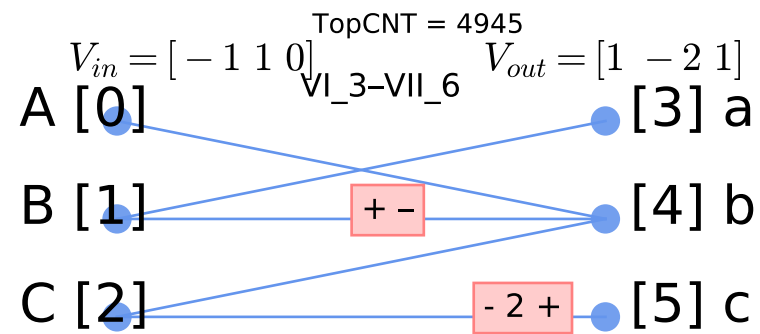 TopCNT = 4945
V_in = [ − 1 1 0]
V_out = [1 − 2 1]
VI_3–VII_6
A [0]
[3] a
B [1]
+ –
[4] b
C [2]
- 2 +
[5] c